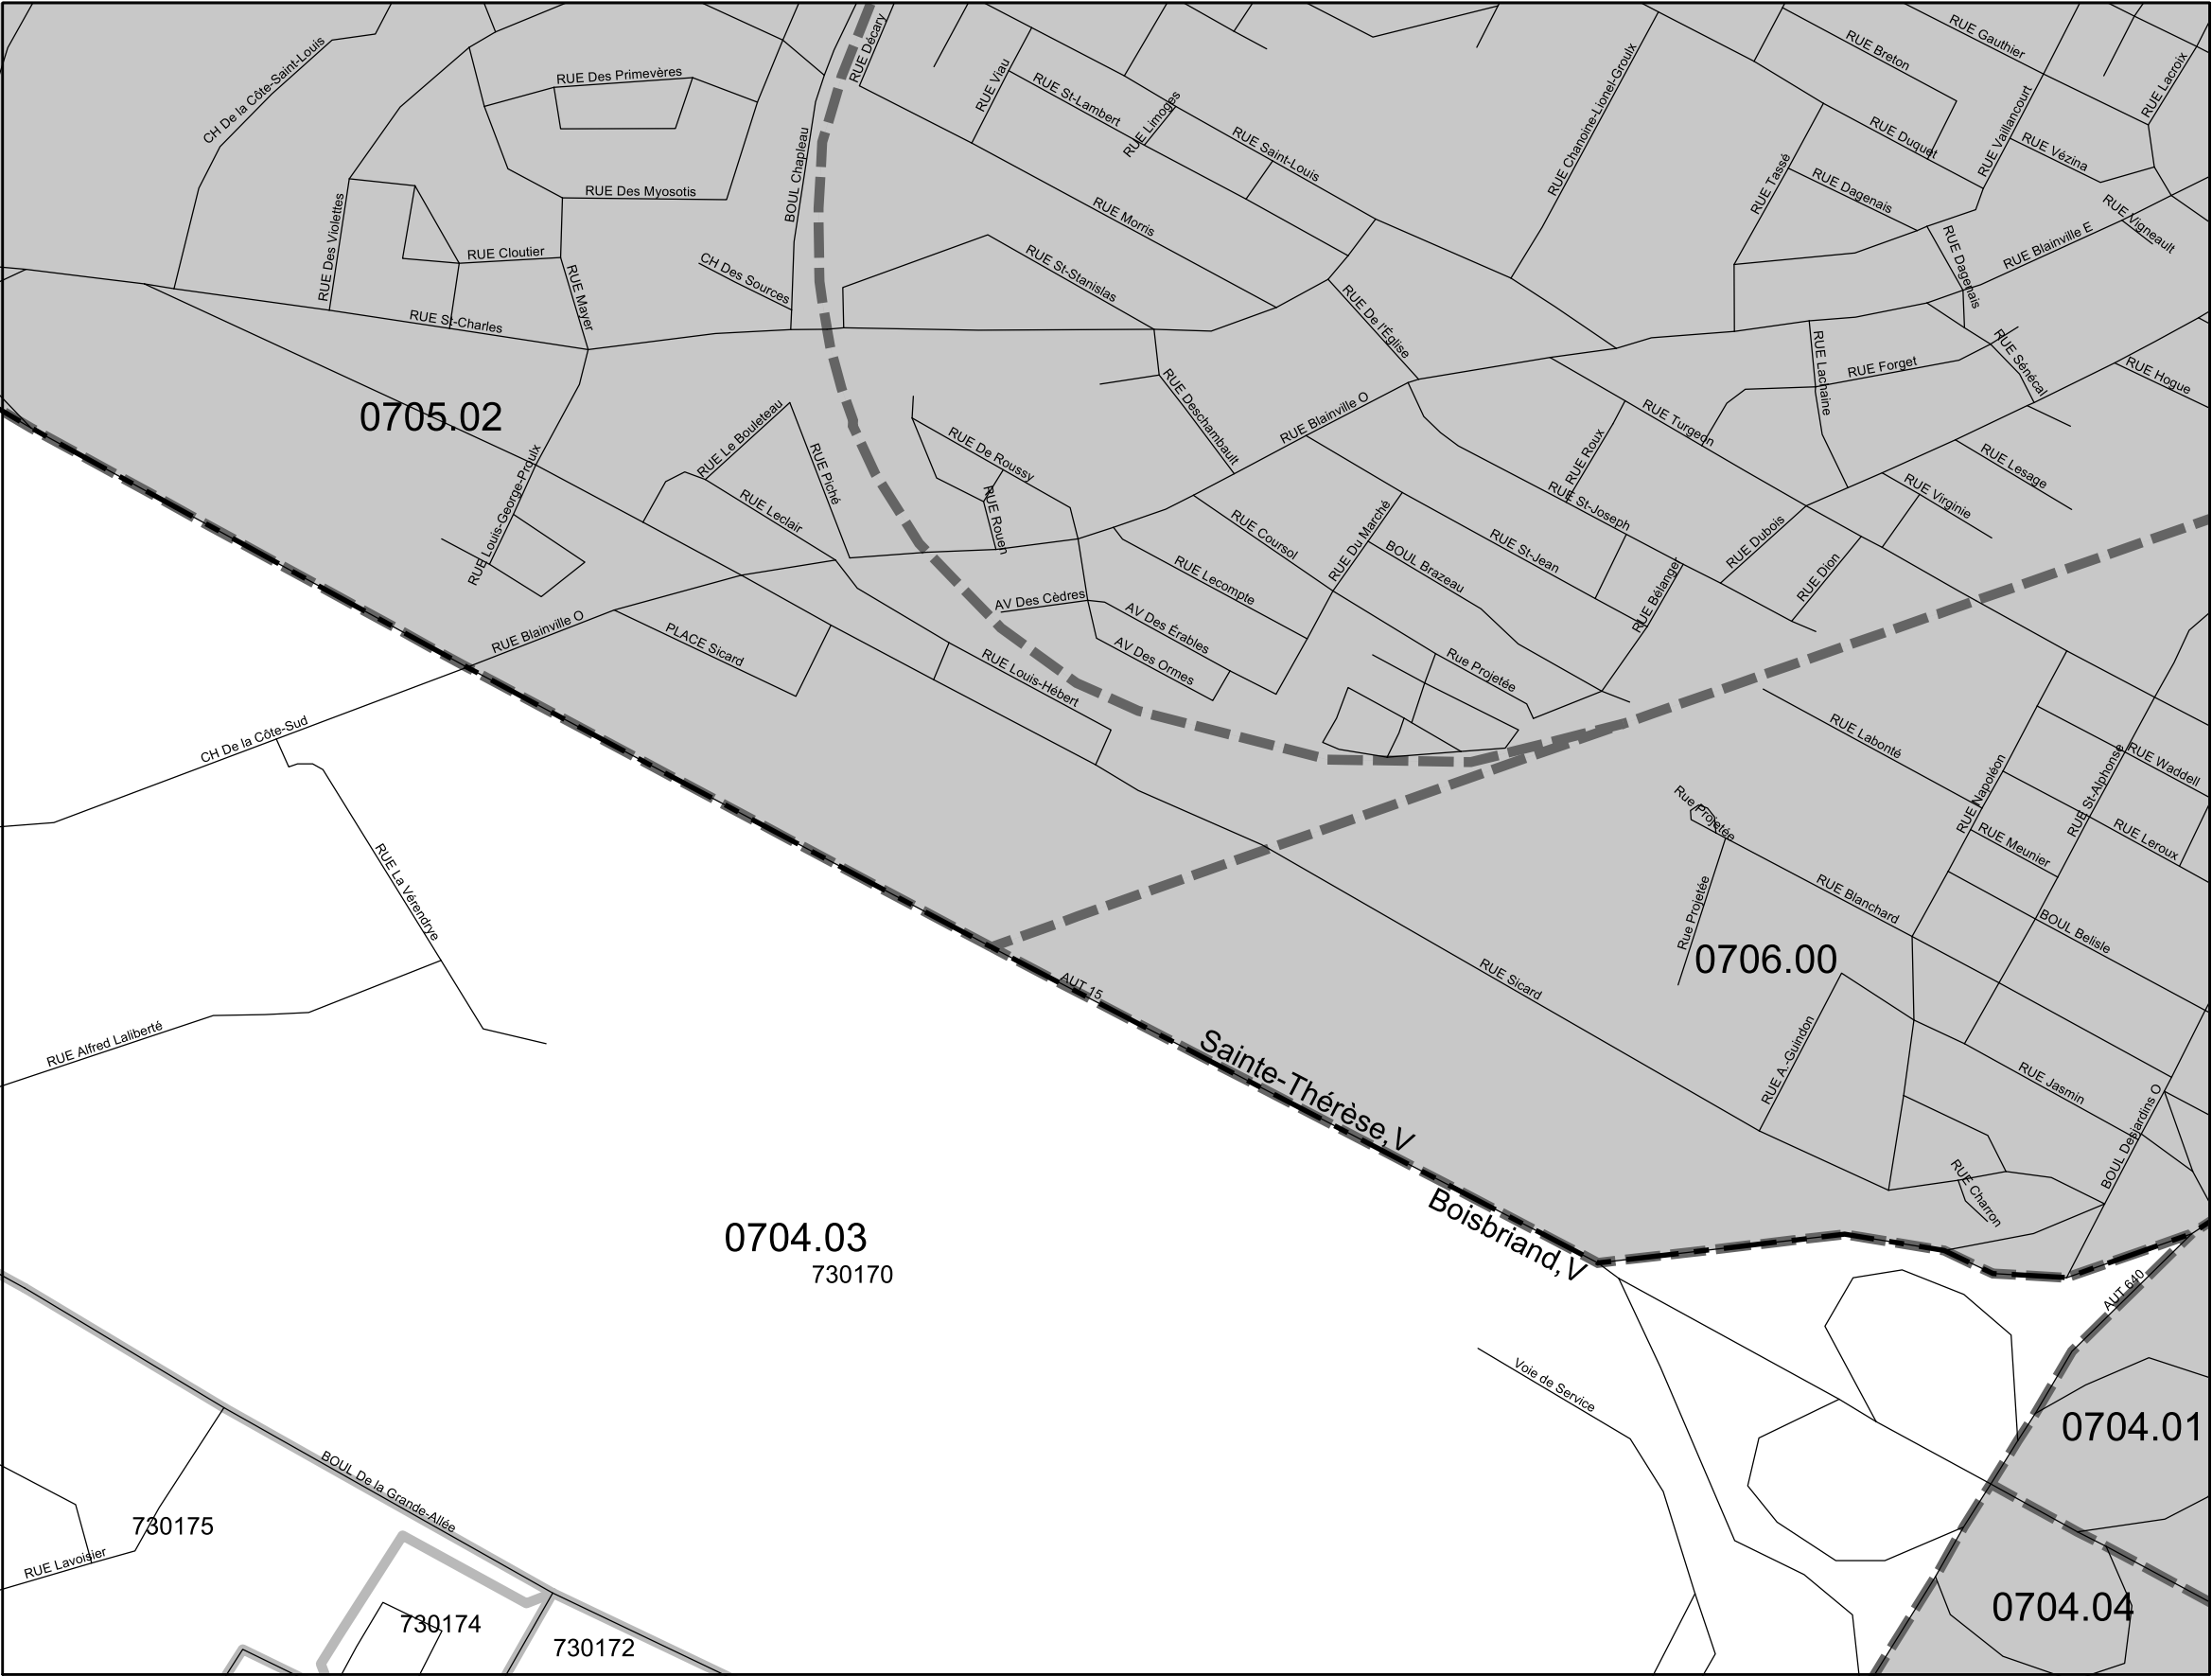 CH De la Côte-Saint-Louis
RUE Des Primevères
RUE Décary
RUE Viau
RUE St-Lambert
RUE Limoges
RUE Saint-Louis
RUE Chanoine-Lionel-Groulx
RUE Breton
RUE Gauthier
RUE Lacroix
RUE Vaillancourt
RUE Duquet
RUE Vézina
RUE Tassé
RUE Dagenais
RUE Vigneault
RUE Des Violettes
RUE Des Myosotis
BOUL Chapleau
RUE Morris
RUE Cloutier
RUE Mayer
CH Des Sources
RUE St-Stanislas
RUE Dagenais
RUE Blainville E
RUE St-Charles
RUE De l'Église
RUE Lachaine
RUE Forget
RUE Sénécal
RUE Hogue
0705.02
RUE Le Bouleteau
RUE Piché
RUE Deschambault
RUE Blainville O
RUE Turgeon
RUE De Roussy
RUE Roux
RUE Lesage
RUE Louis-George-Proulx
RUE Leclair
RUE Rouen
RUE St-Joseph
RUE Virginie
RUE Coursol
RUE Du Marché
RUE St-Jean
RUE Dubois
RUE Lecompte
BOUL Brazeau
RUE Dion
RUE Bélanger
AV Des Cèdres
AV Des Érables
RUE Blainville O
PLACE Sicard
AV Des Ormes
RUE Louis-Hébert
Rue Projetée
CH De la Côte-Sud
RUE Labonté
RUE Napoléon
RUE St-Alphonse
RUE Waddell
Rue Projetée
RUE Meunier
RUE Leroux
RUE La Vérendrye
RUE Blanchard
Rue Projetée
BOUL Belisle
0706.00
AUT 15
RUE Sicard
RUE Alfred Laliberté
Sainte-Thérèse, V
RUE A.-Guindon
RUE Jasmin
BOUL Desjardins O
RUE Charron
Boisbriand, V
0704.03
730170
AUT 640
Voie de Service
0704.01
BOUL De la Grande-Allée
730175
RUE Lavoisier
0704.04
730174
730172